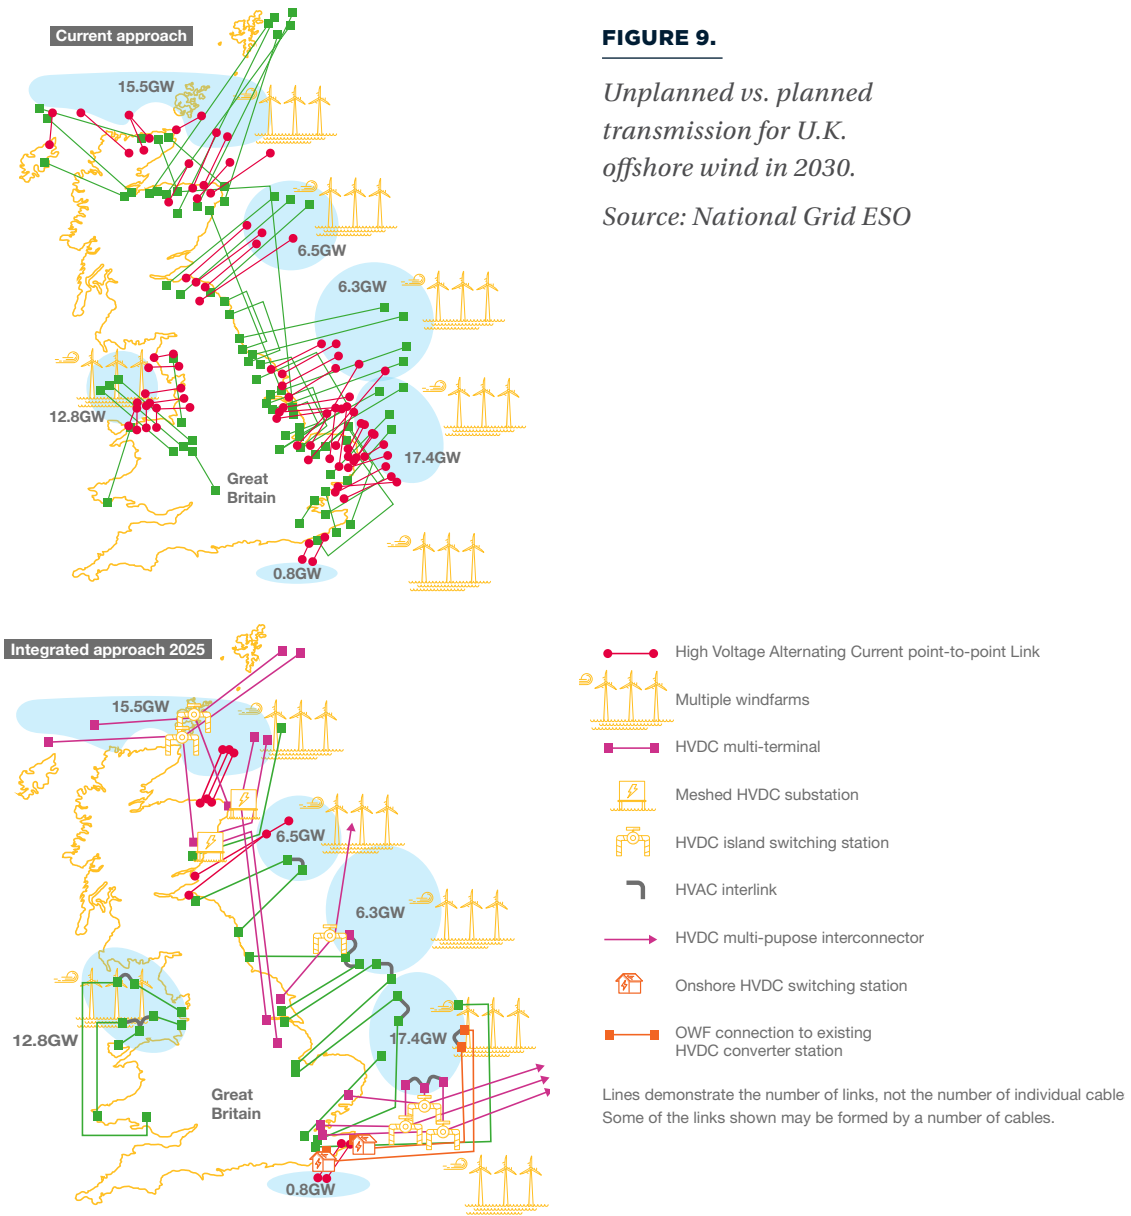 Current approach
15.5GW
6.5GW
6.3GW
12.8GW
17.4GW
Great
Britain
0.8GW
FIGURE 9.
Unplanned vs. planned
transmission for U.K.
offshore wind in 2030.
Source: National Grid ESO
Integrated approach 2025
15.5GW
6.5GW
6.3GW
12.8GW
17.4GW
Great
Britain
0.8GW
High Voltage Alternating Current point-to-point Link
Multiple windfarms
HVDC multi-terminal
Meshed HVDC substation
HVDC island switching station
HVAC interlink
HVDC multi-pupose interconnector
Onshore HVDC switching station
OWF connection to existing
HVDC converter station
Lines demonstrate the number of links, not the number of individual cable
Some of the links shown may be formed by a number of cables.